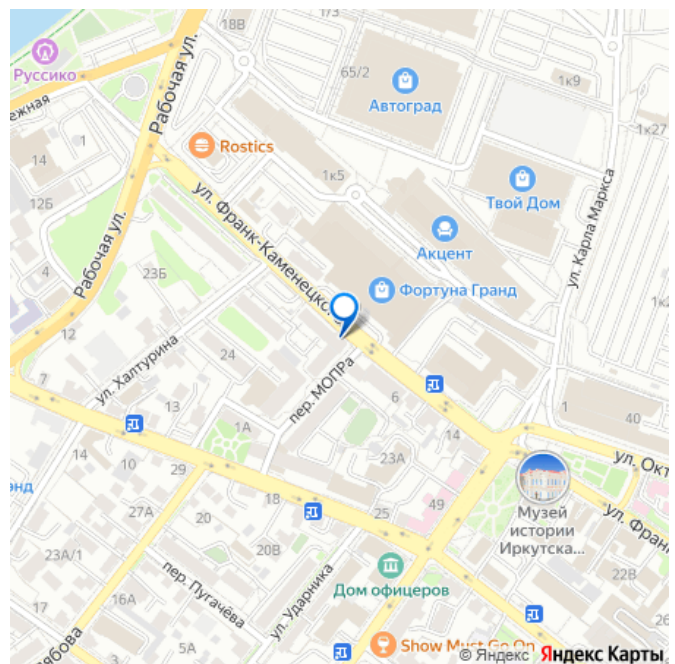 18В
Руссико
Рабочая ул.
65/2
Автоград
1к9
1к27
ежная
1
14
Rostics
1к5
Твой Дом
12Б
ул. Франк-Каменецкс
Акцент
ул. Карла Маркса
Рабочая ул.
4
23Б
Фортуна Гранд
1к2
12
24
ул. Халтурина
7
пер. МОПРа
6
13
1А
14
1
40
14
10
29
23А
ул. Окт
энд
18
25
49
Музей
истории
Иркутска...
ул. Франк
27А
20
23А/1
20В
пер. Пугачёва
ул. Ударника
Дом офицеров
22В
17
16А
5А
рябова
Show Must Go On
© Яндекс Яндекс Карты